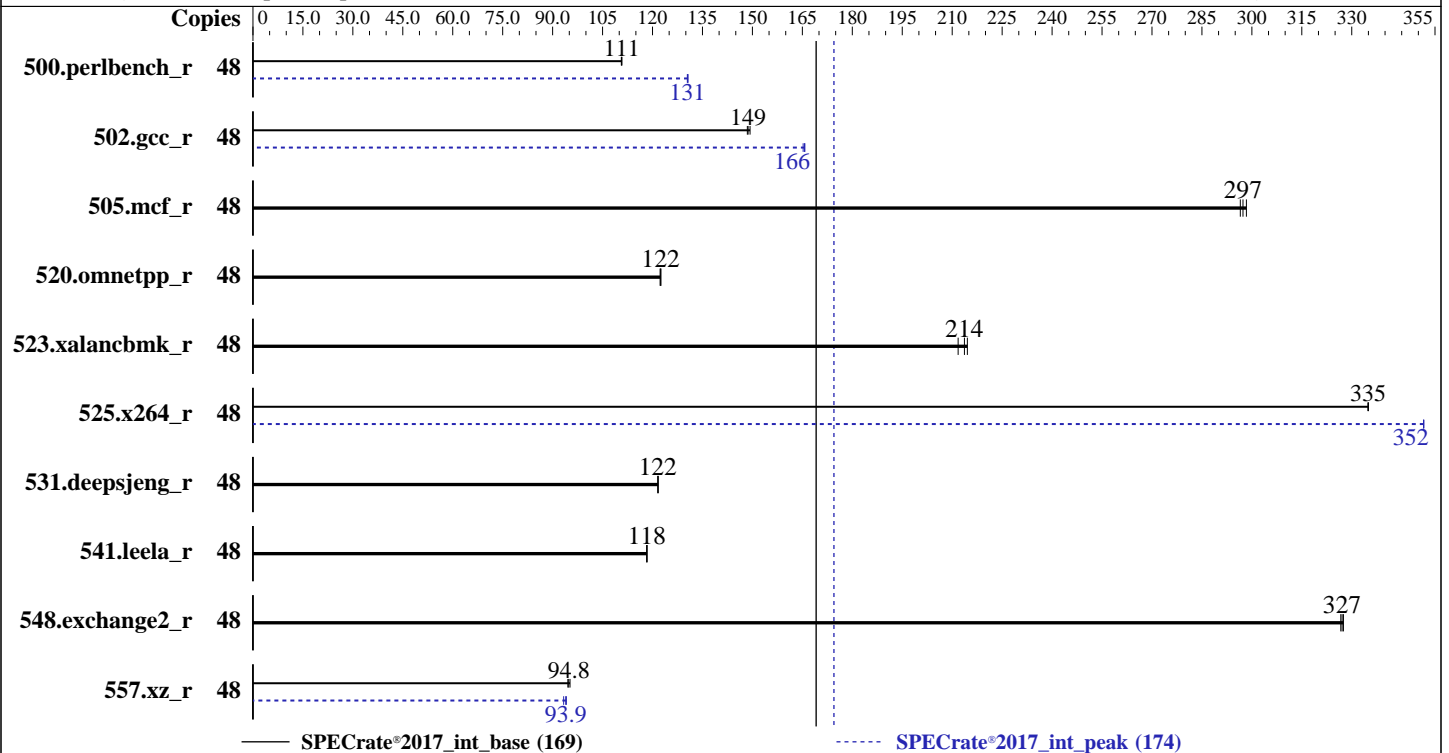 Copies 0 15.0 30.0 45.0 60.0 75.0 90.0 105 120 135 150 165 180 195 210 225 240 255 270 285 300 315 330 355
500.perlbench_r 48 111
131
502.gcc_r 48 149
166
505.mcf_r 48 297
520.omnetpp_r 48 122
523.xalancbmk_r 48 214
525.x264_r 48 335
352
531.deepsjeng_r 48 122
541.leela_r 48 118
548.exchange2_r 48 327
557.xz_r 48 94.8
93.9
SPECrate®2017_int_base (169) SPECrate®2017_int_peak (174)